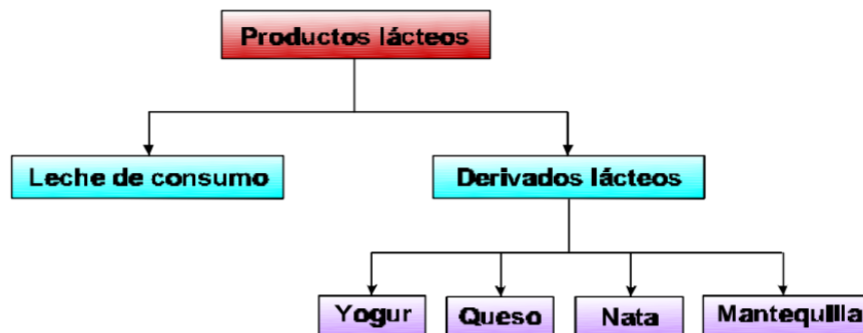 Productos lácteos
Leche de consumo
Derivados lácteos
Yogur
Queso
Nata
Mantequilla